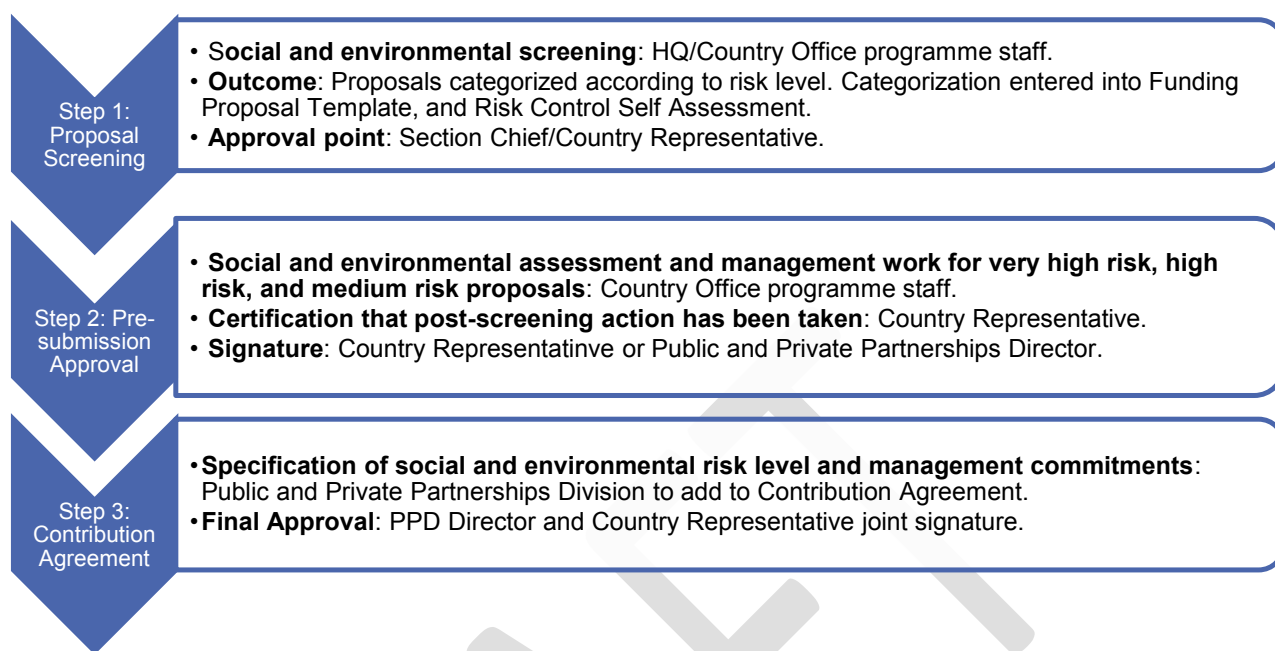 Step 1:
Proposal
Screening
• Social and environmental screening: HQ/Country Office programme staff.
• Outcome: Proposals categorized according to risk level. Categorization entered into Funding
Proposal Template, and Risk Control Self Assessment.
• Approval point: Section Chief/Country Representative.
Step 2: Pre-
submission
Approval
• Social and environmental assessment and management work for very high risk, high
risk, and medium risk proposals: Country Office programme staff.
• Certification that post-screening action has been taken: Country Representative.
• Signature: Country Representatinve or Public and Private Partnerships Director.
Step 3:
Contribution
Agreement
• Specification of social and environmental risk level and management commitments:
Public and Private Partnerships Division to add to Contribution Agreement.
• Final Approval: PPD Director and Country Representative joint signature.